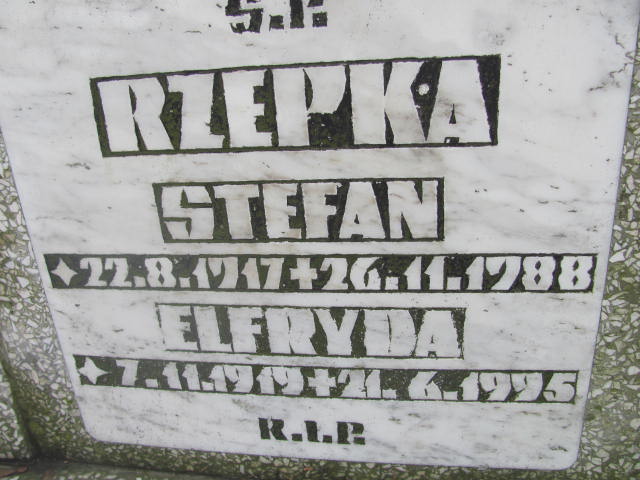 Ś.P.
RZEPKA
STEFAN
22.8.1917+26.11.1988
ELFRYDA
7.11.1919+21.6.1995
R.I.P.